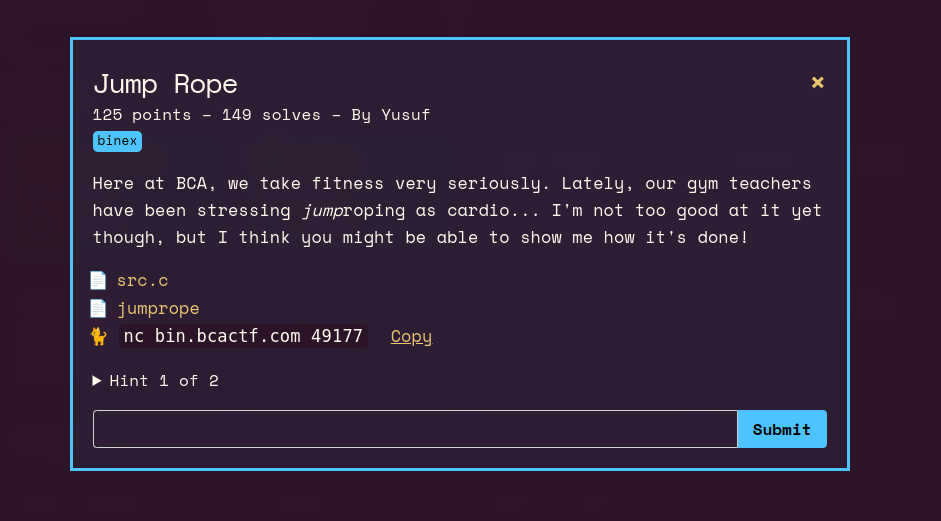 Jump Rope ×
125 points – 149 solves – By Yusuf
binex
Here at BCA, we take fitness very seriously. Lately, our gym teachers
have been stressing jumproping as cardio... I'm not too good at it yet
though, but I think you might be able to show me how it's done!
src.c
jumprope
nc bin.bcactf.com 49177 Copy
Hint 1 of 2
Submit